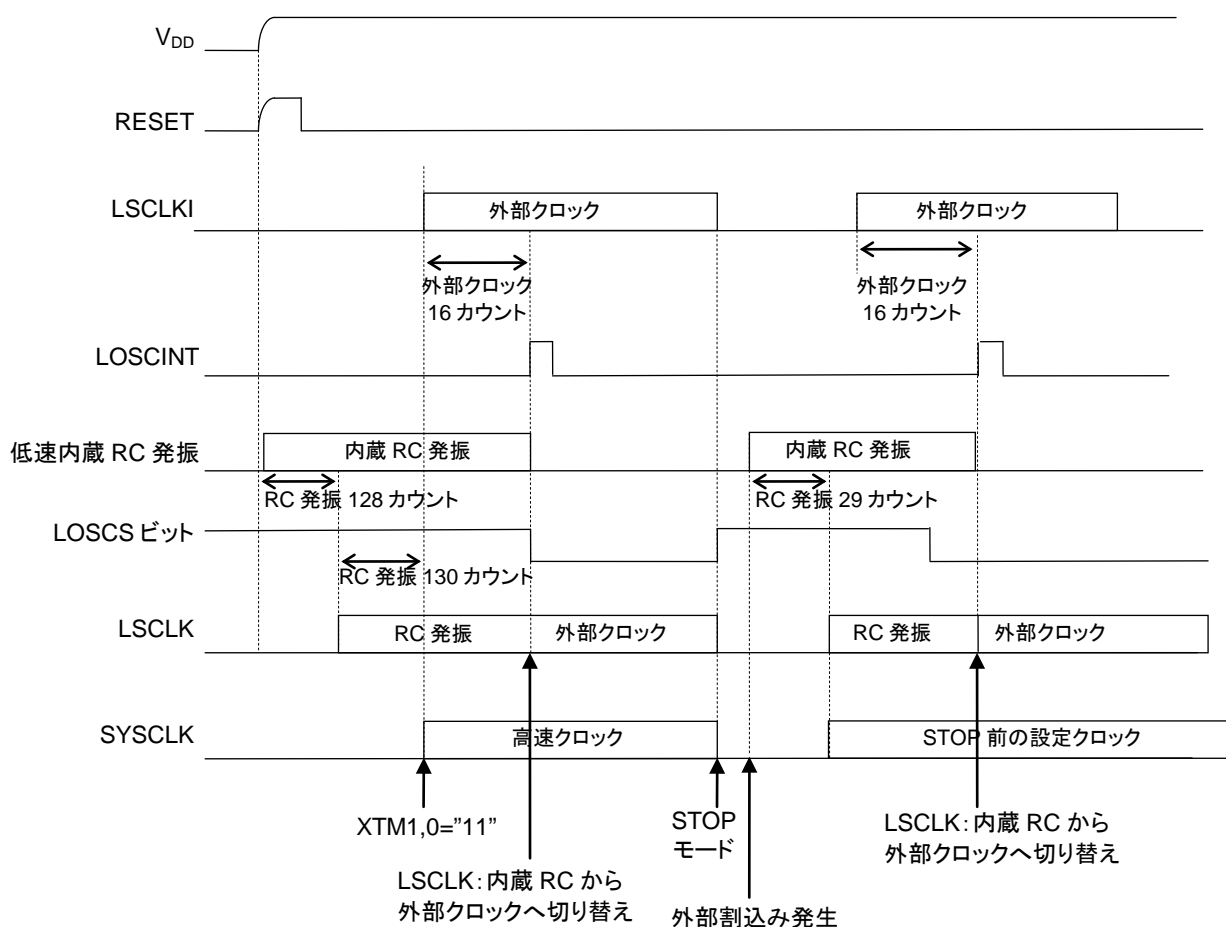 VDD
RESET
LSCLKI
外部クロック
外部クロック
外部クロック
16 カウント
外部クロック
16 カウント
LOSCINT
低速内蔵 RC 発振
内蔵 RC 発振
内蔵 RC 発振
RC 発振 128 カウント
RC 発振 29 カウント
LOSCS ビット
RC 発振 130 カウント
LSCLK
RC 発振
外部クロック
RC 発振
外部クロック
SYSCLK
高速クロック
STOP 前の設定クロック
XTM1,0="11"
STOP
モード
LSCLK：内蔵 RC から
外部クロックへ切り替え
LSCLK：内蔵 RC から
外部クロックへ切り替え
外部割込み発生